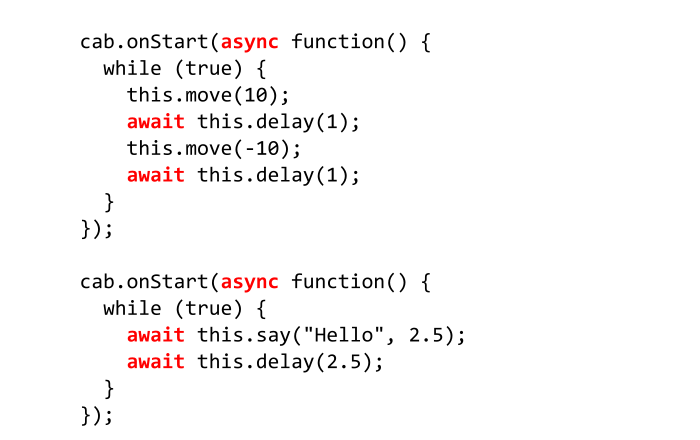 cab.onStart(async function() {
  while (true) {
    this.move(10);
    await this.delay(1);
    this.move(-10);
    await this.delay(1);
  }
});

cab.onStart(async function() {
  while (true) {
    await this.say("Hello", 2.5);
    await this.delay(2.5);
  }
});